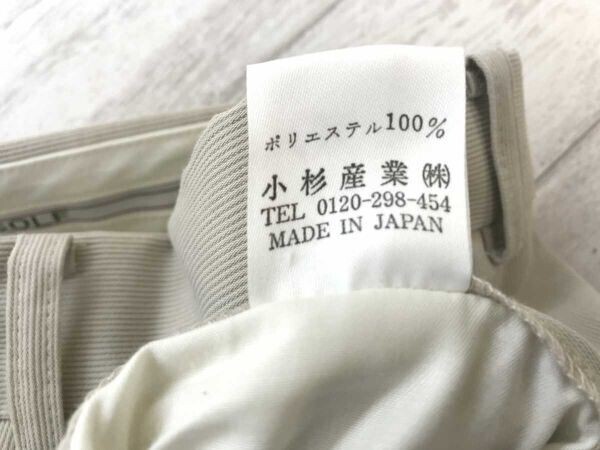 ポリエステル100%
小杉産業㈱
TEL 0120-298-454
MADE IN JAPAN
GOLF